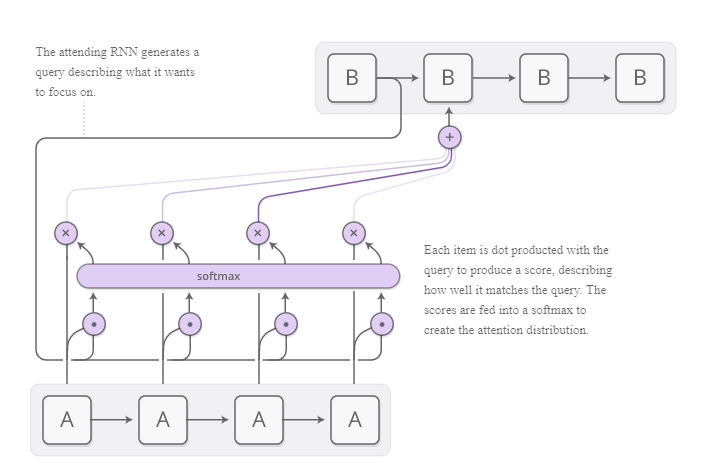 The attending RNN generates a
query describing what it wants
to focus on.
B B B B
+
× × × ×
softmax
Each item is dot producted with the
query to produce a score, describing
how well it matches the query. The
scores are fed into a softmax to
create the attention distribution.
• • • •
A A A A